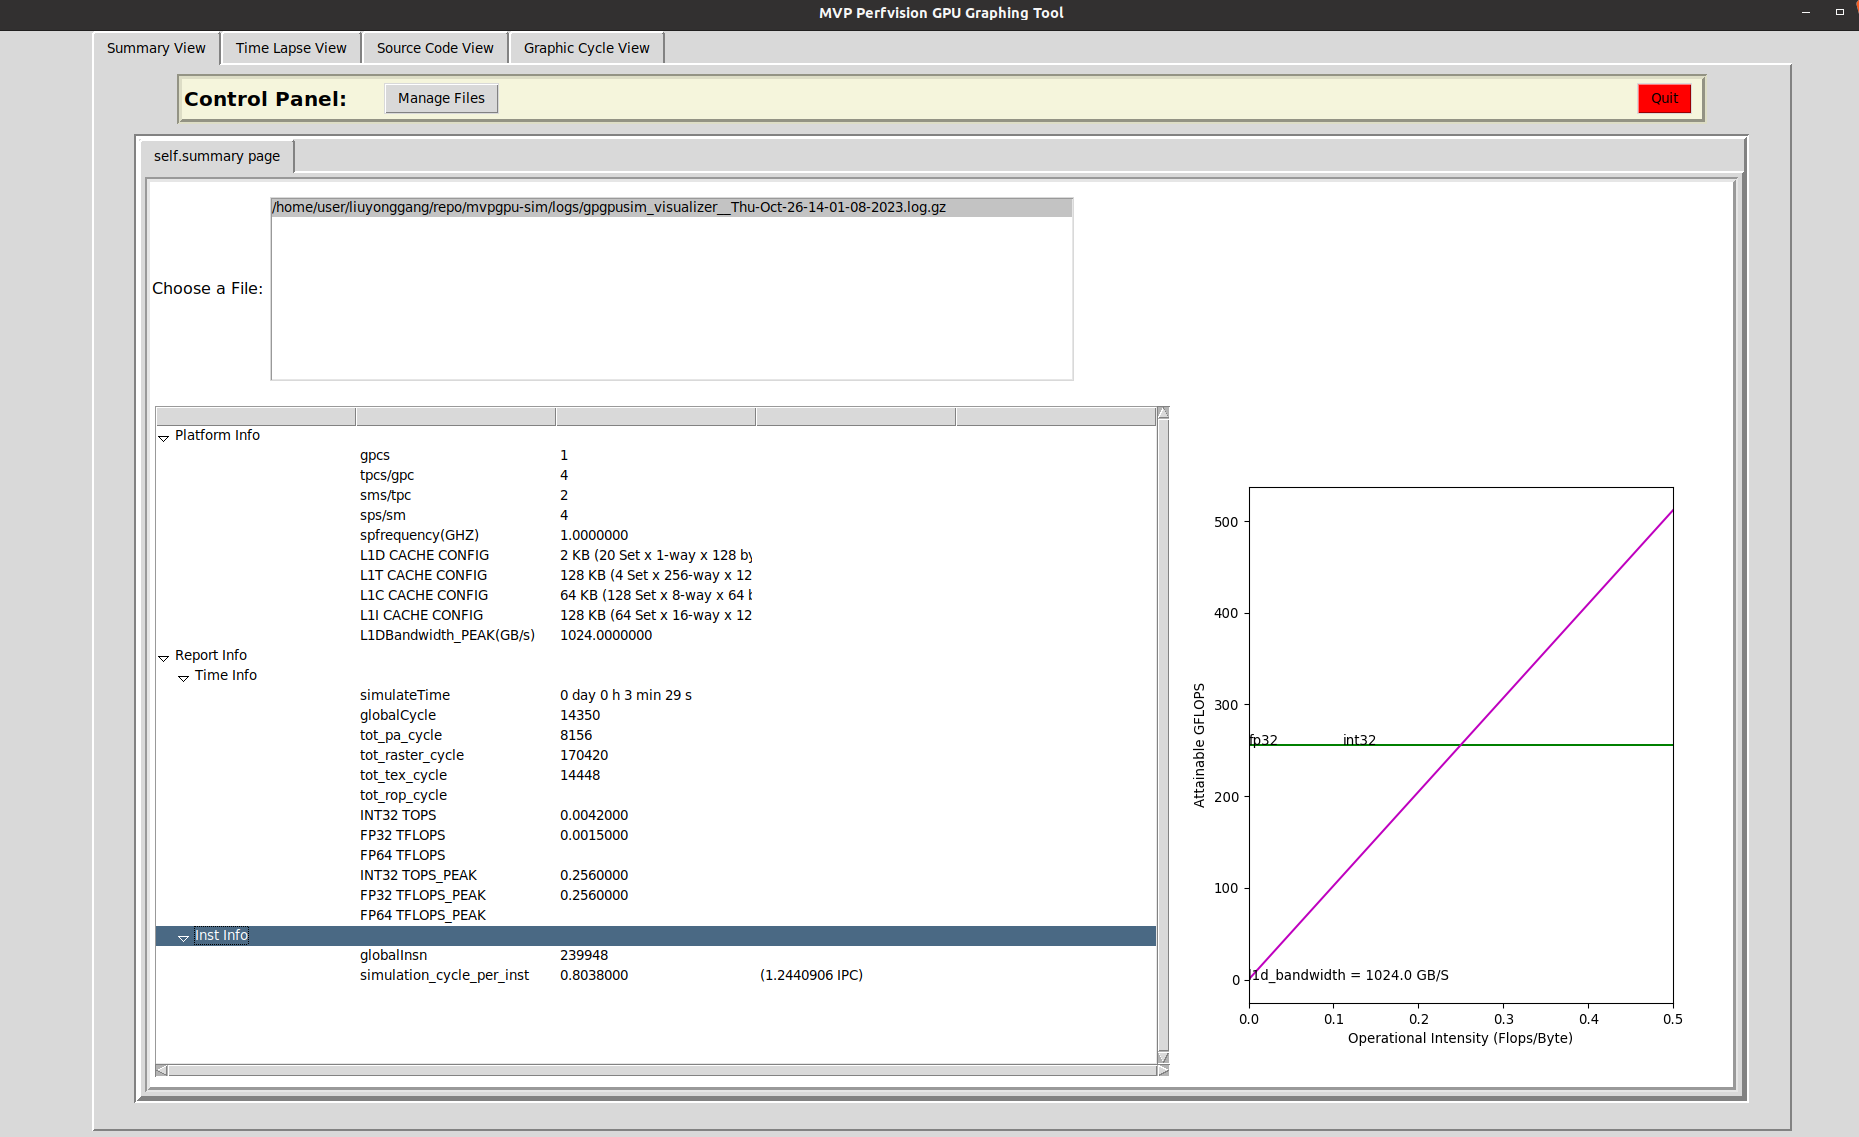 MVP Perfvision GPU Graphing Tool
Summary View Time Lapse View Source Code View Graphic Cycle View
Control Panel: Manage Files Quit
self.summary page
/home/user/liuyonggang/repo/mvpgpu-sim/logs/gpgpusim_visualizer__Thu-Oct-26-14-01-08-2023.log.gz
Choose a File:
Platform Info
gpcs 1
tpcs/gpc 4
sms/tpc 2
sps/sm 4
spfrequency(GHZ) 1.0000000
L1D CACHE CONFIG 2 KB (20 Set x 1-way x 128 by
L1T CACHE CONFIG 128 KB (4 Set x 256-way x 12
L1C CACHE CONFIG 64 KB (128 Set x 8-way x 64 b
L1I CACHE CONFIG 128 KB (64 Set x 16-way x 12
L1DBandwidth_PEAK(GB/s) 1024.0000000
Report Info
Time Info
simulateTime 0 day 0 h 3 min 29 s
globalCycle 14350
tot_pa_cycle 8156
tot_raster_cycle 170420
tot_tex_cycle 14448
tot_rop_cycle
INT32 TOPS 0.0042000
FP32 TFLOPS 0.0015000
FP64 TFLOPS
INT32 TOPS_PEAK 0.2560000
FP32 TFLOPS_PEAK 0.2560000
FP64 TFLOPS_PEAK
Inst Info
globalInsn 239948
simulation_cycle_per_inst 0.8038000 (1.2440906 IPC)
500
400
300
200
100
0
Attainable GFLOPS
fp32 int32
l1d_bandwidth = 1024.0 GB/S
0.0 0.1 0.2 0.3 0.4 0.5
Operational Intensity (Flops/Byte)